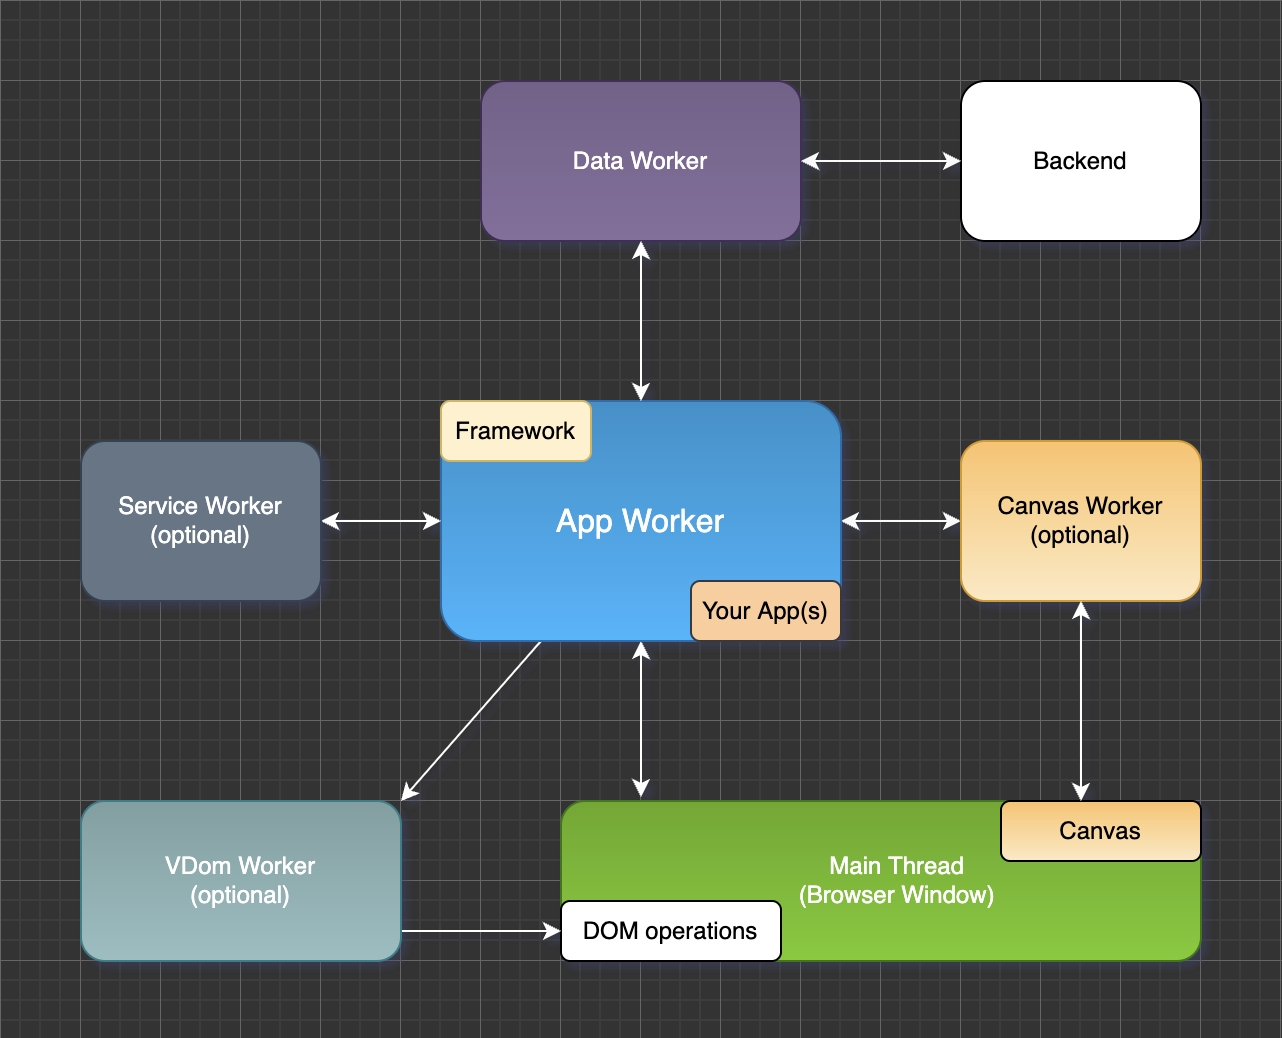 Data Worker
Backend
Framework
Service Worker
(optional)
App Worker
Canvas Worker
(optional)
Your App(s)
VDom Worker
(optional)
Main Thread
(Browser Window)
Canvas
DOM operations